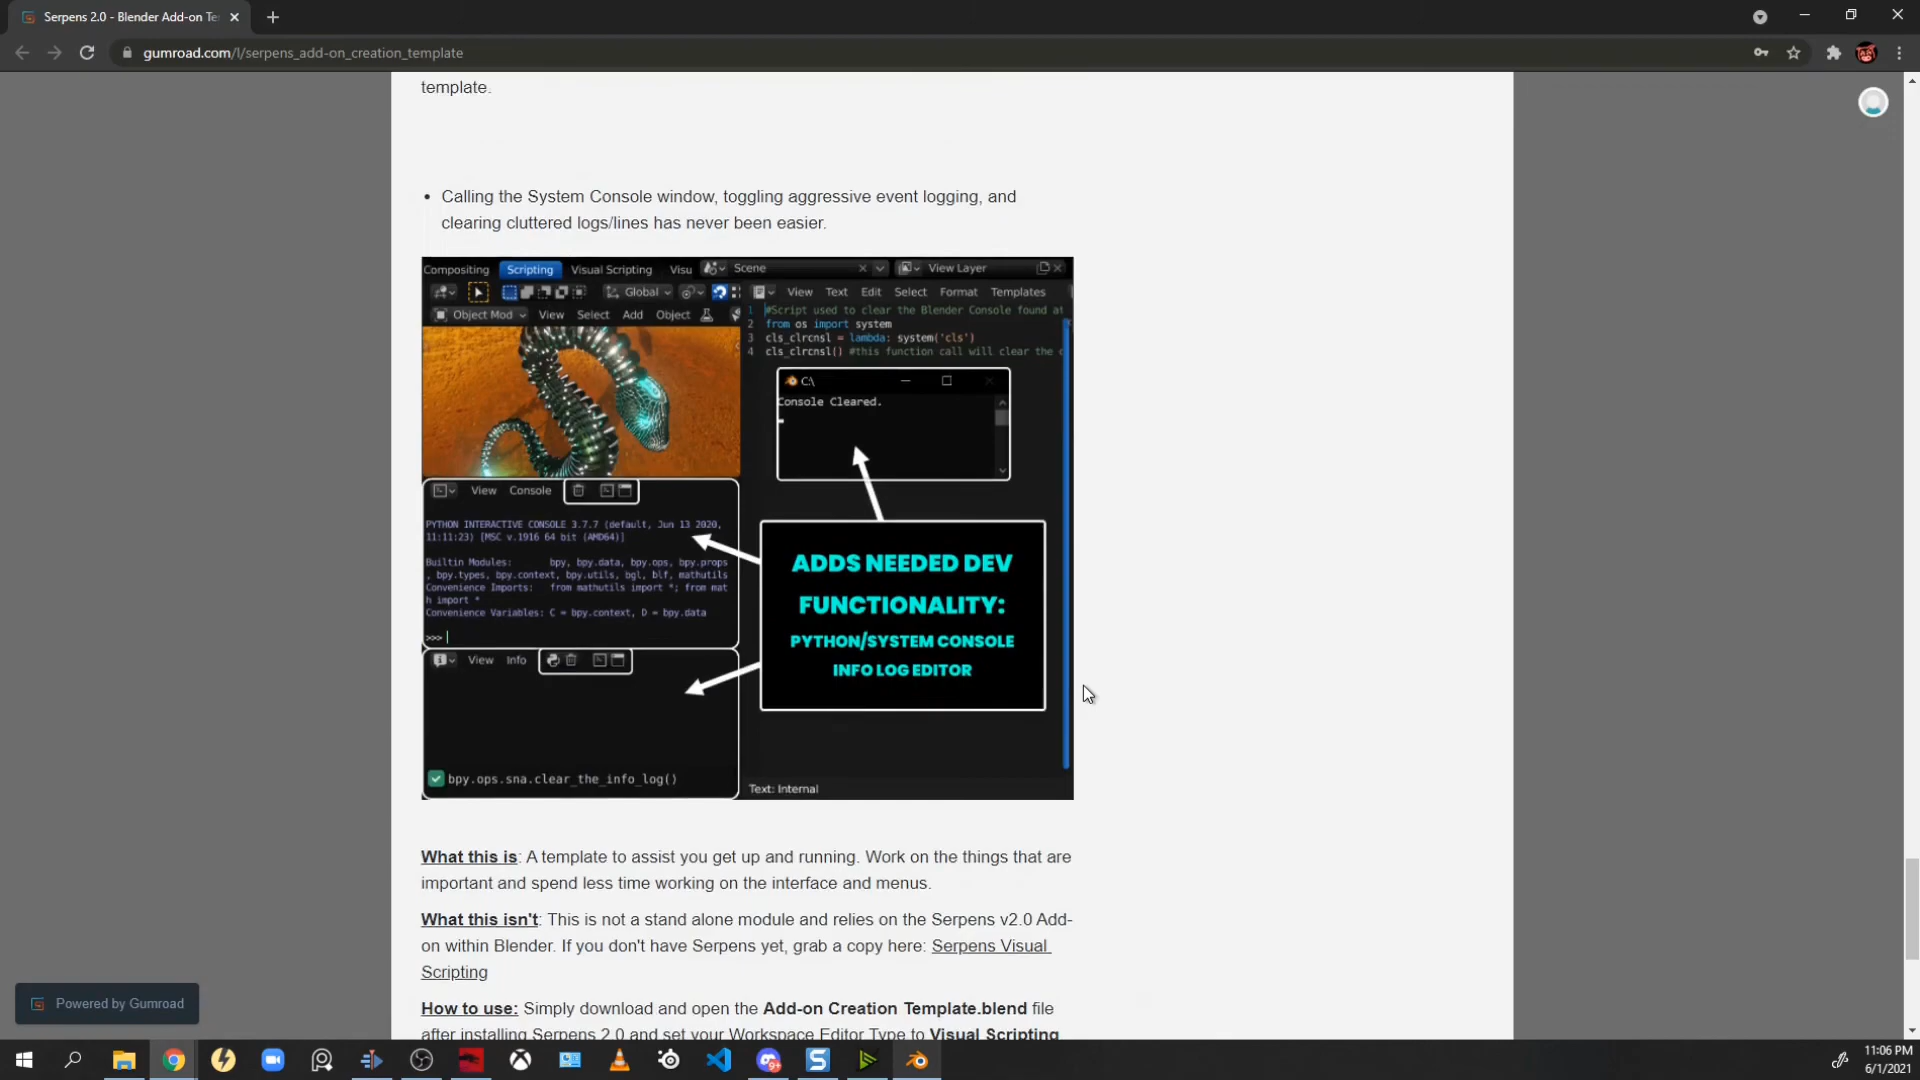 Serpens 2.0 - Blender Add-on Te
gumroad.com/l/serpens_add-on_creation_template
template.
• Calling the System Console window, toggling aggressive event logging, and
clearing cluttered logs/lines has never been easier.
Compositing Scripting Visual Scripting Visu Scene View Layer
Global View Text Edit Select Format Templates
Object Mod View Select Add Object
1 #Script used to clear the Blender Console found at
2 from os import system
3 cls_clrcnsl = lambda: system('cls')
4 cls_clrcnsl() #this function call will clear the
C:\
Console Cleared.
View Console
PYTHON INTERACTIVE CONSOLE 3.7.7 (default, Jun 13 2020,
11:11:23) [MSC v.1916 64 bit (AMD64)]
Builtin Modules: bpy, bpy.data, bpy.ops, bpy.props
, bpy.types, bpy.context, bpy.utils, bgl, blf, mathutils
Convenience Imports: from mathutils import *; from mat
h import *
Convenience Variables: C = bpy.context, D = bpy.data
>>>
ADDS NEEDED DEV
FUNCTIONALITY:
PYTHON/SYSTEM CONSOLE
INFO LOG EDITOR
View Info
bpy.ops.sna.clear_the_info_log()
Text: Internal
What this is: A template to assist you get up and running. Work on the things that are
important and spend less time working on the interface and menus.
What this isn't: This is not a stand alone module and relies on the Serpens v2.0 Add-
on within Blender. If you don't have Serpens yet, grab a copy here: Serpens Visual
Scripting
Powered by Gumroad
How to use: Simply download and open the Add-on Creation Template.blend file
after installing Serpens 2.0 and set your Workspace Editor Type to Visual Scripting
11:06 PM
6/1/2021